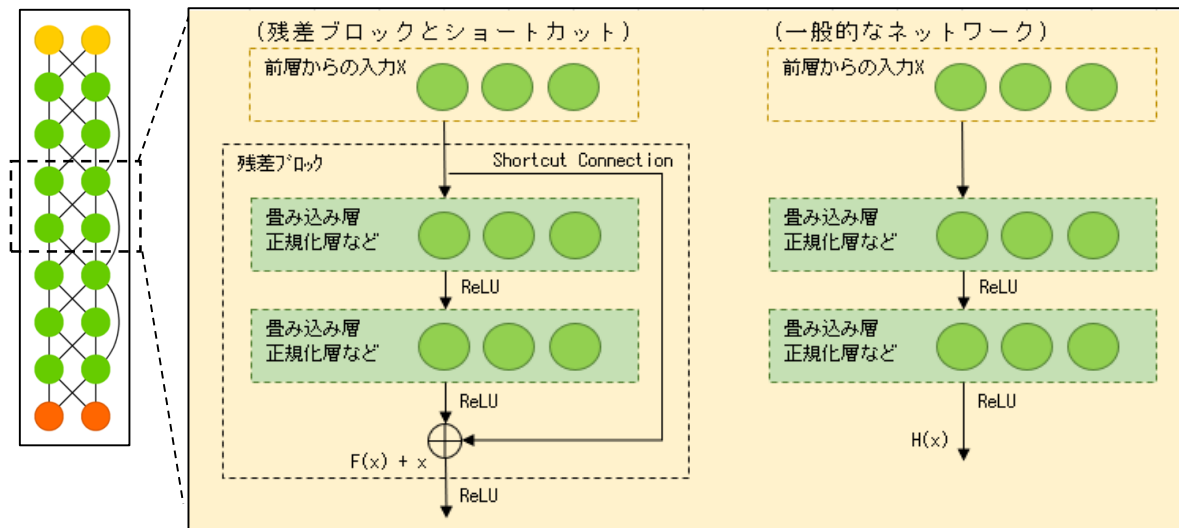 (残差ブロックとショートカット)
前層からの入力X
残差ﾌﾞﾛｯｸ
Shortcut Connection
畳み込み層
正規化層など
ReLU
畳み込み層
正規化層など
ReLU
F(x) + x
ReLU
(一般的なネットワーク)
前層からの入力X
畳み込み層
正規化層など
ReLU
畳み込み層
正規化層など
ReLU
H(x)